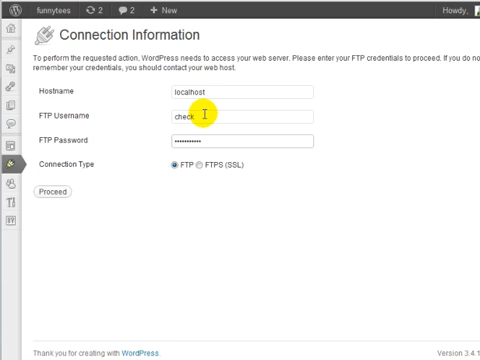 funnytees 2 2 New Howdy,
Connection Information
To perform the requested action, WordPress needs to access your web server. Please enter your FTP credentials to proceed. If you do no
remember your credentials, you should contact your web host.
Hostname localhost
FTP Username check
FTP Password •••••••••••
Connection Type FTP FTPS (SSL)
Proceed
Thank you for creating with WordPress. Version 3.4.1